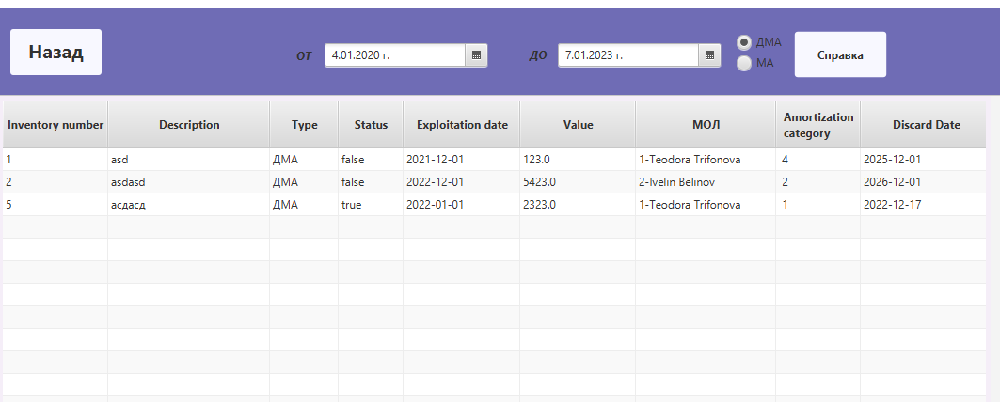 Назад
от
4.01.2020 г.
до
7.01.2023 г.
ДМА
МА
Справка
Inventory number Description Type Status Exploitation date Value МОЛ Amortization category Discard Date
1 asd ДМА false 2021-12-01 123.0 1-Teodora Trifonova 4 2025-12-01
2 asdasd ДМА false 2022-12-01 5423.0 2-Ivelin Belinov 2 2026-12-01
5 асдасд ДМА true 2022-01-01 2323.0 1-Teodora Trifonova 1 2022-12-17